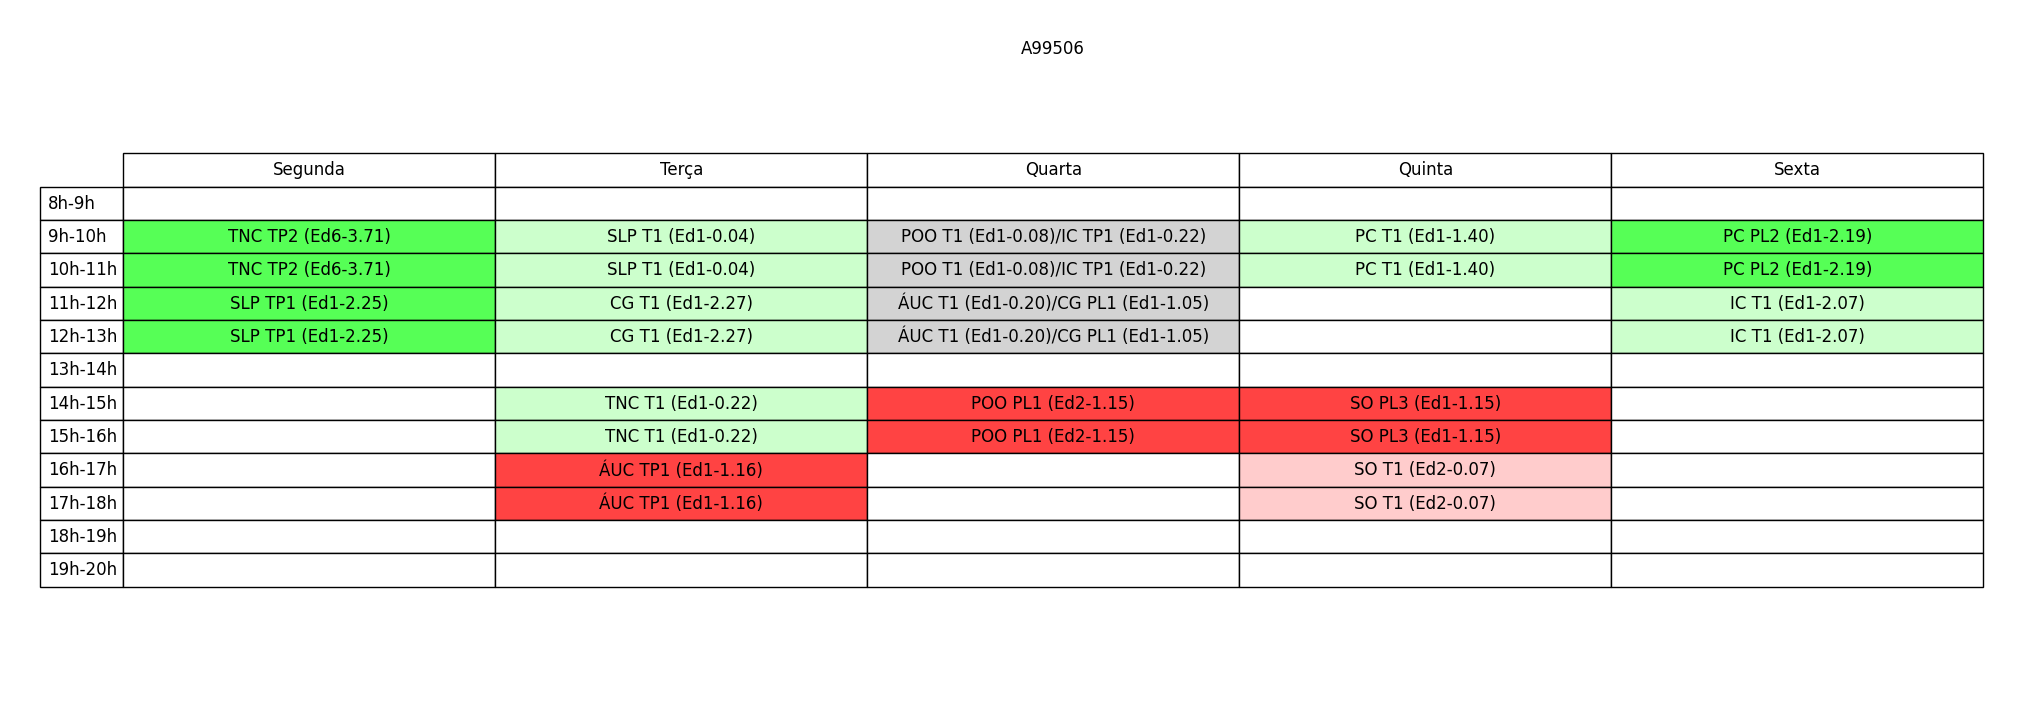 A99506
Segunda Terça Quarta Quinta Sexta
8h-9h
9h-10h TNC TP2 (Ed6-3.71) SLP T1 (Ed1-0.04) POO T1 (Ed1-0.08)/IC TP1 (Ed1-0.22) PC T1 (Ed1-1.40) PC PL2 (Ed1-2.19)
10h-11h TNC TP2 (Ed6-3.71) SLP T1 (Ed1-0.04) POO T1 (Ed1-0.08)/IC TP1 (Ed1-0.22) PC T1 (Ed1-1.40) PC PL2 (Ed1-2.19)
11h-12h SLP TP1 (Ed1-2.25) CG T1 (Ed1-2.27) ÁUC T1 (Ed1-0.20)/CG PL1 (Ed1-1.05) IC T1 (Ed1-2.07)
12h-13h SLP TP1 (Ed1-2.25) CG T1 (Ed1-2.27) ÁUC T1 (Ed1-0.20)/CG PL1 (Ed1-1.05) IC T1 (Ed1-2.07)
13h-14h
14h-15h TNC T1 (Ed1-0.22) POO PL1 (Ed2-1.15) SO PL3 (Ed1-1.15)
15h-16h TNC T1 (Ed1-0.22) POO PL1 (Ed2-1.15) SO PL3 (Ed1-1.15)
16h-17h ÁUC TP1 (Ed1-1.16) SO T1 (Ed2-0.07)
17h-18h ÁUC TP1 (Ed1-1.16) SO T1 (Ed2-0.07)
18h-19h
19h-20h